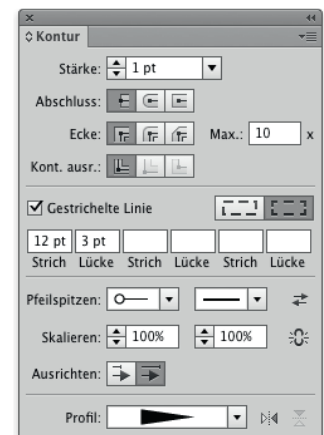 Kontur
Stärke: 1 pt
Abschluss:
Ecke: Max.: 10 x
Kont. ausr.:
Gestrichelte Linie
12 pt 3 pt
Strich Lücke Strich Lücke Strich Lücke
Pfeilspitzen:
Skalieren: 100% 100%
Ausrichten:
Profil: